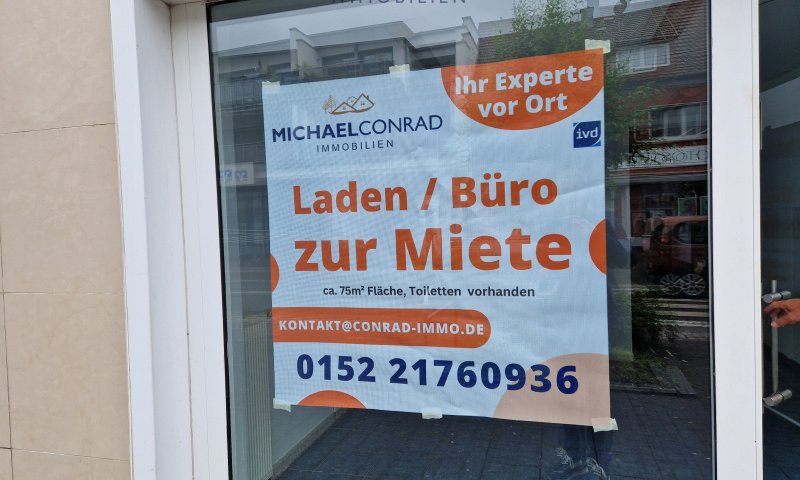 IMMOBILIEN
Ihr Experte
vor Ort
MICHAELCONRAD
IMMOBILIEN
ivd
Laden / Büro
zur Miete
ca. 75m² Fläche, Toiletten vorhanden
KONTAKT@CONRAD-IMMO.DE
0152 21760936